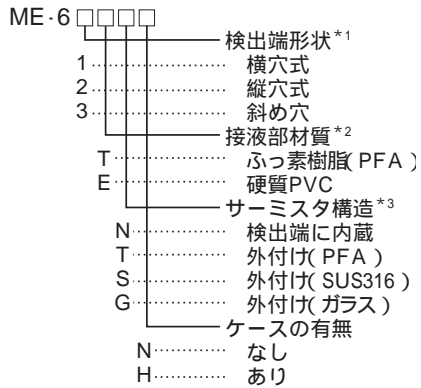 ME·6□□□□
検出端形状*1
1 ………… 横穴式
2 ………… 縦穴式
3 ………… 斜め穴
接液部材質*2
T ………… ふっ素樹脂(PFA)
E ………… 硬質PVC
サーミスタ構造*3
N ………… 検出端に内蔵
T ………… 外付け(PFA)
S ………… 外付け(SUS316)
G ………… 外付け(ガラス)
ケースの有無
N ………… なし
H ………… あり